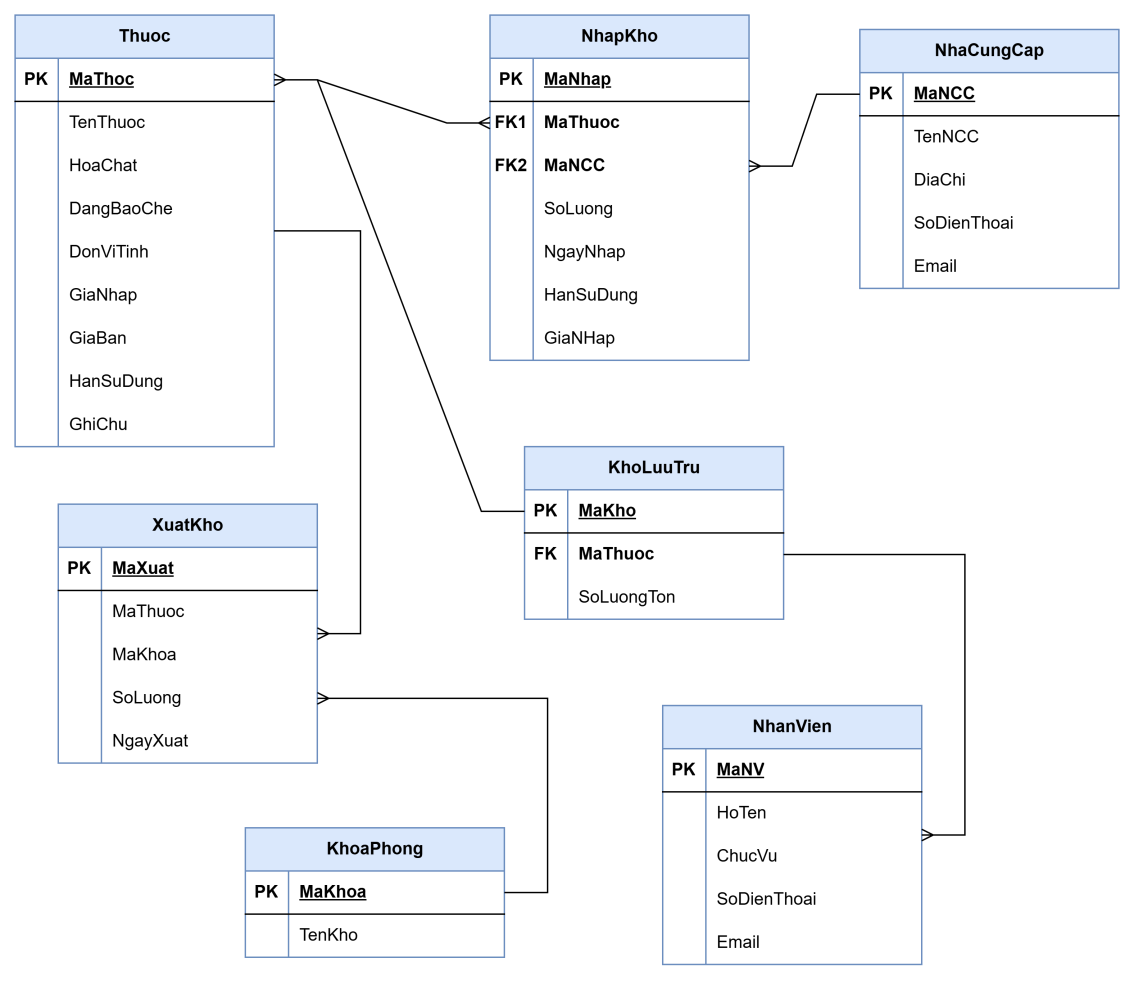 Thuoc
PK MaThoc
TenThuoc
HoaChat
DangBaoChe
DonViTinh
GiaNhap
GiaBan
HanSuDung
GhiChu
NhapKho
PK MaNhap
FK1 MaThuoc
FK2 MaNCC
SoLuong
NgayNhap
HanSuDung
GiaNHap
NhaCungCap
PK MaNCC
TenNCC
DiaChi
SoDienThoai
Email
KhoLuuTru
PK MaKho
FK MaThuoc
SoLuongTon
XuatKho
PK MaXuat
MaThuoc
MaKhoa
SoLuong
NgayXuat
NhanVien
PK MaNV
HoTen
ChucVu
SoDienThoai
Email
KhoaPhong
PK MaKhoa
TenKho